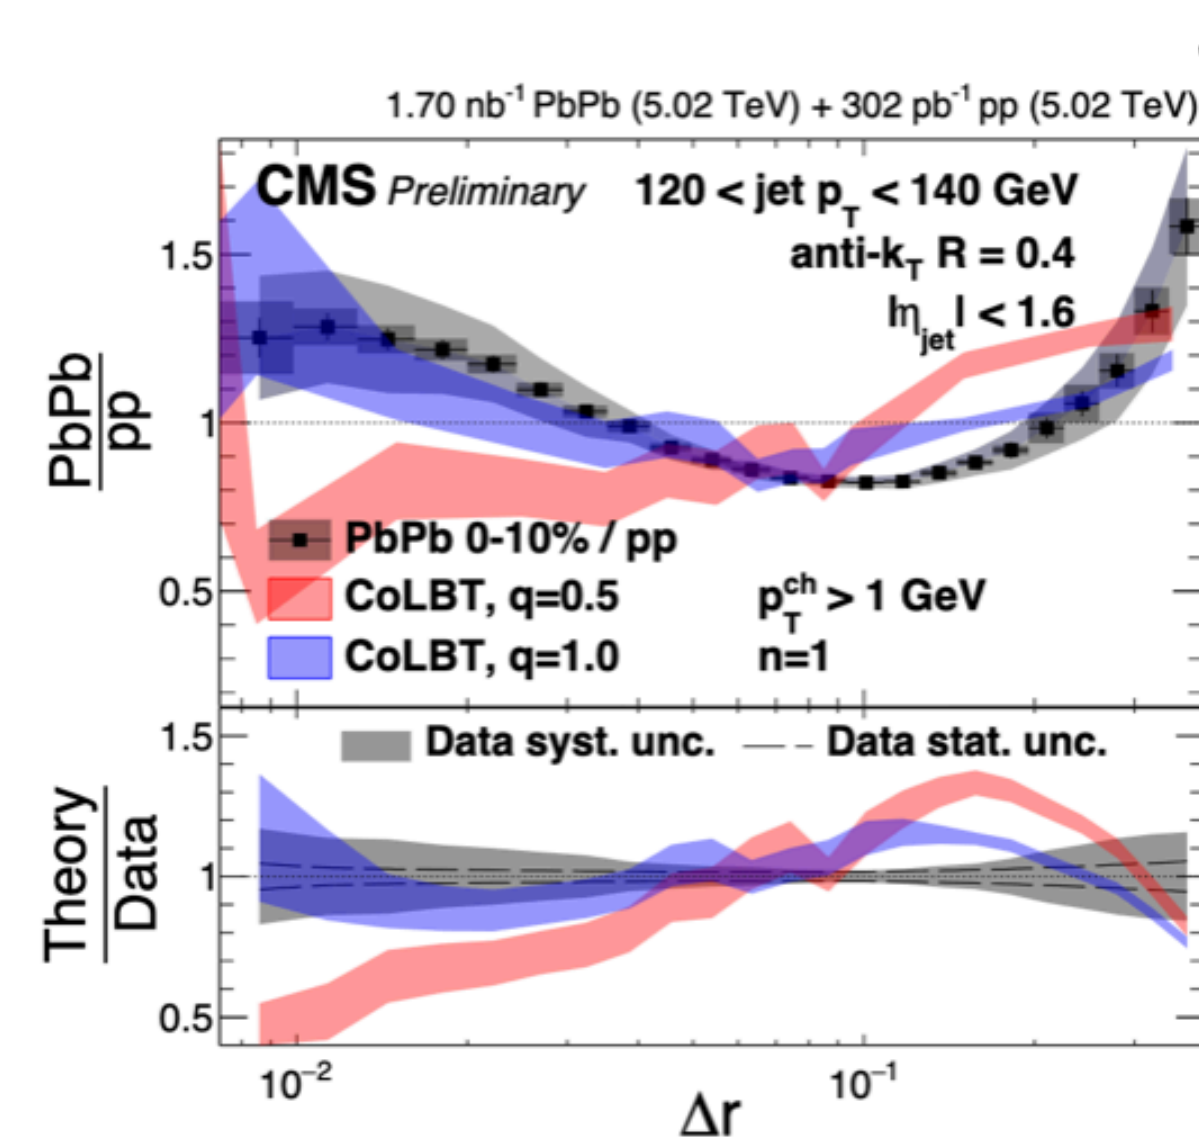 1.70 nb⁻¹ PbPb (5.02 TeV) + 302 pb⁻¹ pp (5.02 TeV)
CMS Preliminary
120 < jet p_T < 140 GeV
anti-k_T R = 0.4
|η_jet| < 1.6
PbPb
pp
1.5
1
0.5
PbPb 0-10% / pp
CoLBT, q=0.5
CoLBT, q=1.0
p_T^ch > 1 GeV
n=1
Theory
Data
1.5
1
0.5
Data syst. unc.
Data stat. unc.
10⁻²
10⁻¹
Δr